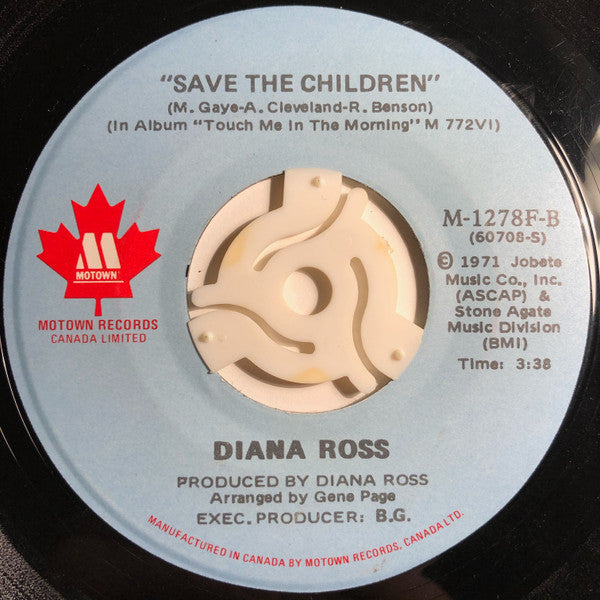 "SAVE THE CHILDREN"
(M. Gaye-A. Cleveland-R. Benson)
(In Album "Touch Me In The Morning" M 772V1)
M
MOTOWN®
MOTOWN RECORDS
CANADA LIMITED
M-1278F-B
(60708-S)
℗ 1971 Jobete
Music Co., Inc.
(ASCAP) &
Stone Agate
Music Division
(BMI)
Time: 3:38
DIANA ROSS
PRODUCED BY DIANA ROSS
Arranged by Gene Page
EXEC. PRODUCER: B.G.
MANUFACTURED IN CANADA BY MOTOWN RECORDS, CANADA LTD.